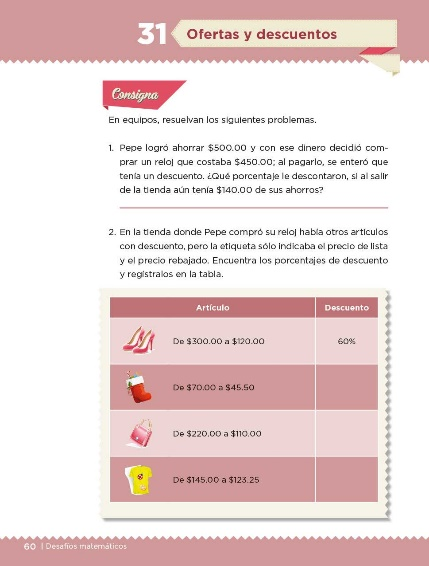 31 Ofertas y descuentos
Consigna
En equipos, resuelvan los siguientes problemas.
1. Pepe logró ahorrar $500.00 y con ese dinero decidió com-
prar un reloj que costaba $450.00; al pagarlo, se enteró que
tenía un descuento. ¿Qué porcentaje le descontaron, si al salir
de la tienda aún tenía $140.00 de sus ahorros?
2. En la tienda donde Pepe compró su reloj había otros artículos
con descuento, pero la etiqueta sólo indicaba el precio de lista
y el precio rebajado. Encuentra los porcentajes de descuento
y regístralos en la tabla.
Artículo Descuento
De $300.00 a $120.00 60%
De $70.00 a $45.50
De $220.00 a $110.00
De $145.00 a $123.25
60 | Desafíos matemáticos